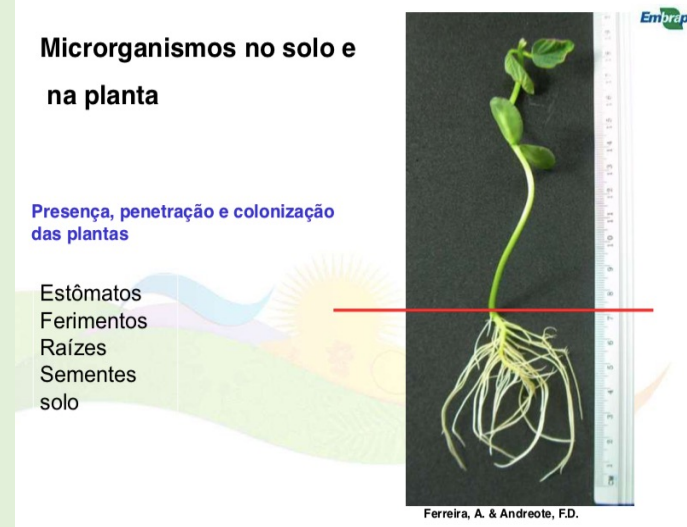 Microrganismos no solo e
na planta
Presença, penetração e colonização
das plantas
Estômatos
Ferimentos
Raízes
Sementes
solo
Ferreira, A. & Andreote, F.D.